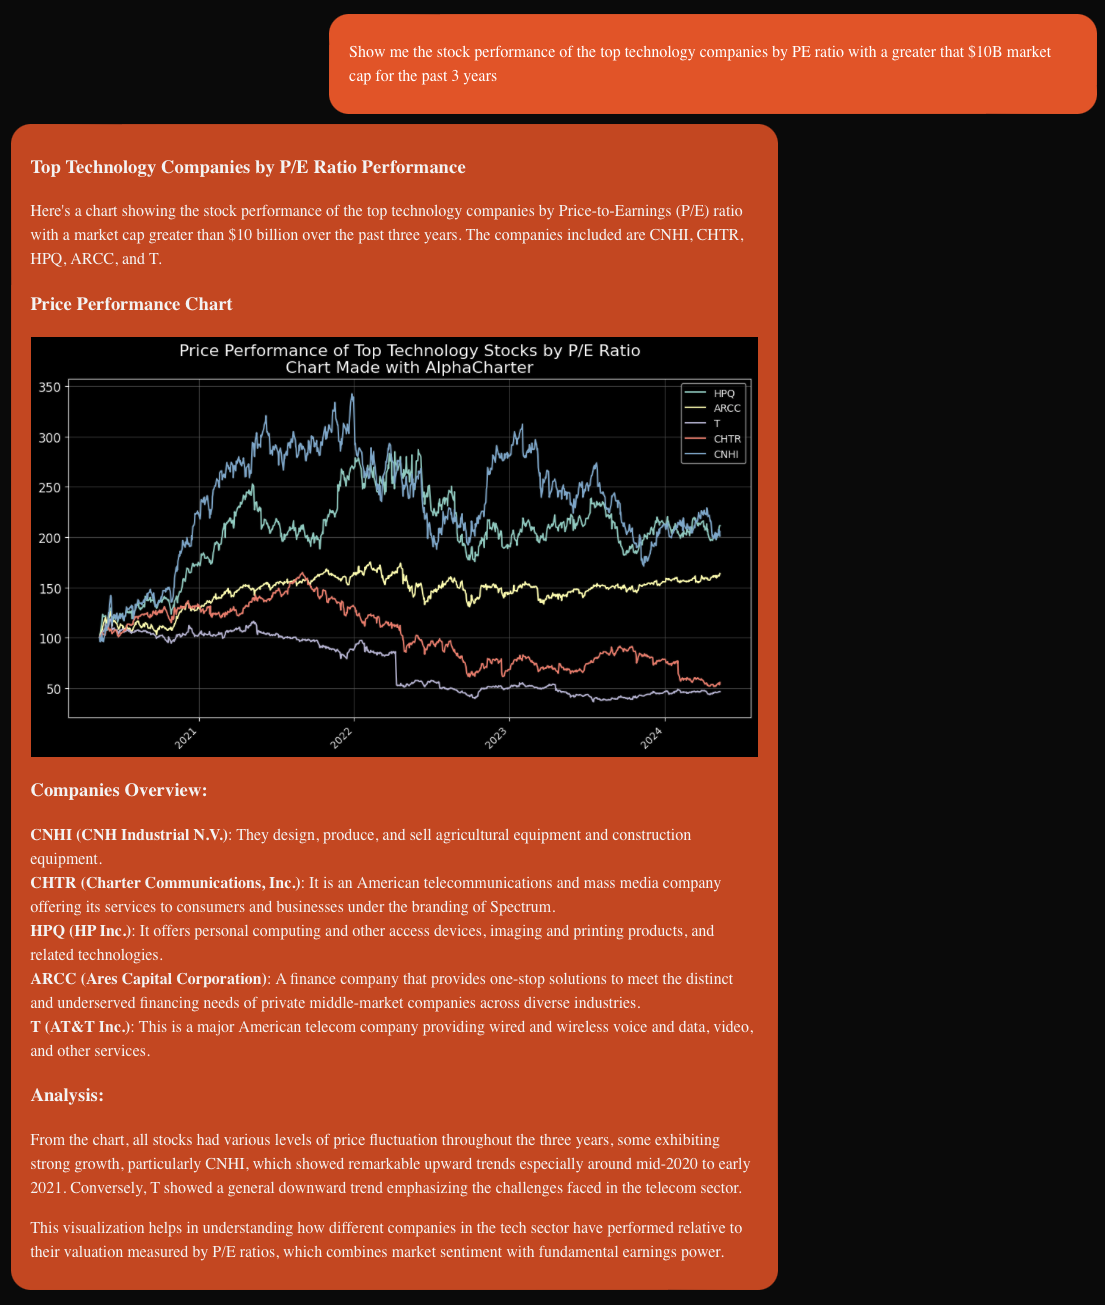 Show me the stock performance of the top technology companies by PE ratio with a greater that $10B market
cap for the past 3 years
Top Technology Companies by P/E Ratio Performance
Here's a chart showing the stock performance of the top technology companies by Price-to-Earnings (P/E) ratio
with a market cap greater than $10 billion over the past three years. The companies included are CNHI, CHTR,
HPQ, ARCC, and T.
Price Performance Chart
Price Performance of Top Technology Stocks by P/E Ratio
Chart Made with AlphaCharter
350
300
250
200
150
100
50
HPQ
ARCC
T
CHTR
CNHI
2021
2022
2023
2024
Companies Overview:
CNHI (CNH Industrial N.V.): They design, produce, and sell agricultural equipment and construction
equipment.
CHTR (Charter Communications, Inc.): It is an American telecommunications and mass media company
offering its services to consumers and businesses under the branding of Spectrum.
HPQ (HP Inc.): It offers personal computing and other access devices, imaging and printing products, and
related technologies.
ARCC (Ares Capital Corporation): A finance company that provides one-stop solutions to meet the distinct
and underserved financing needs of private middle-market companies across diverse industries.
T (AT&T Inc.): This is a major American telecom company providing wired and wireless voice and data, video,
and other services.
Analysis:
From the chart, all stocks had various levels of price fluctuation throughout the three years, some exhibiting
strong growth, particularly CNHI, which showed remarkable upward trends especially around mid-2020 to early
2021. Conversely, T showed a general downward trend emphasizing the challenges faced in the telecom sector.
This visualization helps in understanding how different companies in the tech sector have performed relative to
their valuation measured by P/E ratios, which combines market sentiment with fundamental earnings power.